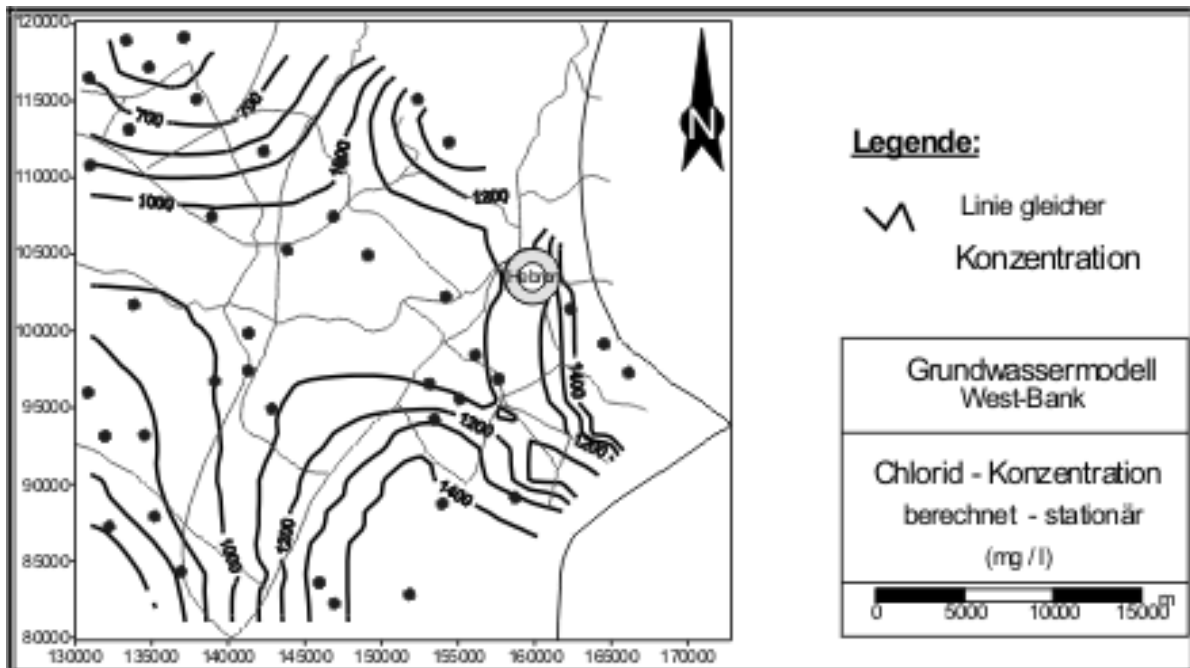 120000
115000
110000
105000
100000
95000
90000
85000
80000
130000 135000 140000 145000 150000 155000 160000 165000 170000
700
700
1000
1000
1200
1400
1200
1200
1400
1200
1000
N
Legende:
Linie gleicher
Konzentration
Grundwassermodell
West-Bank
Chlorid - Konzentration
berechnet - stationär
(mg / l)
0 5000 10000 15000 m